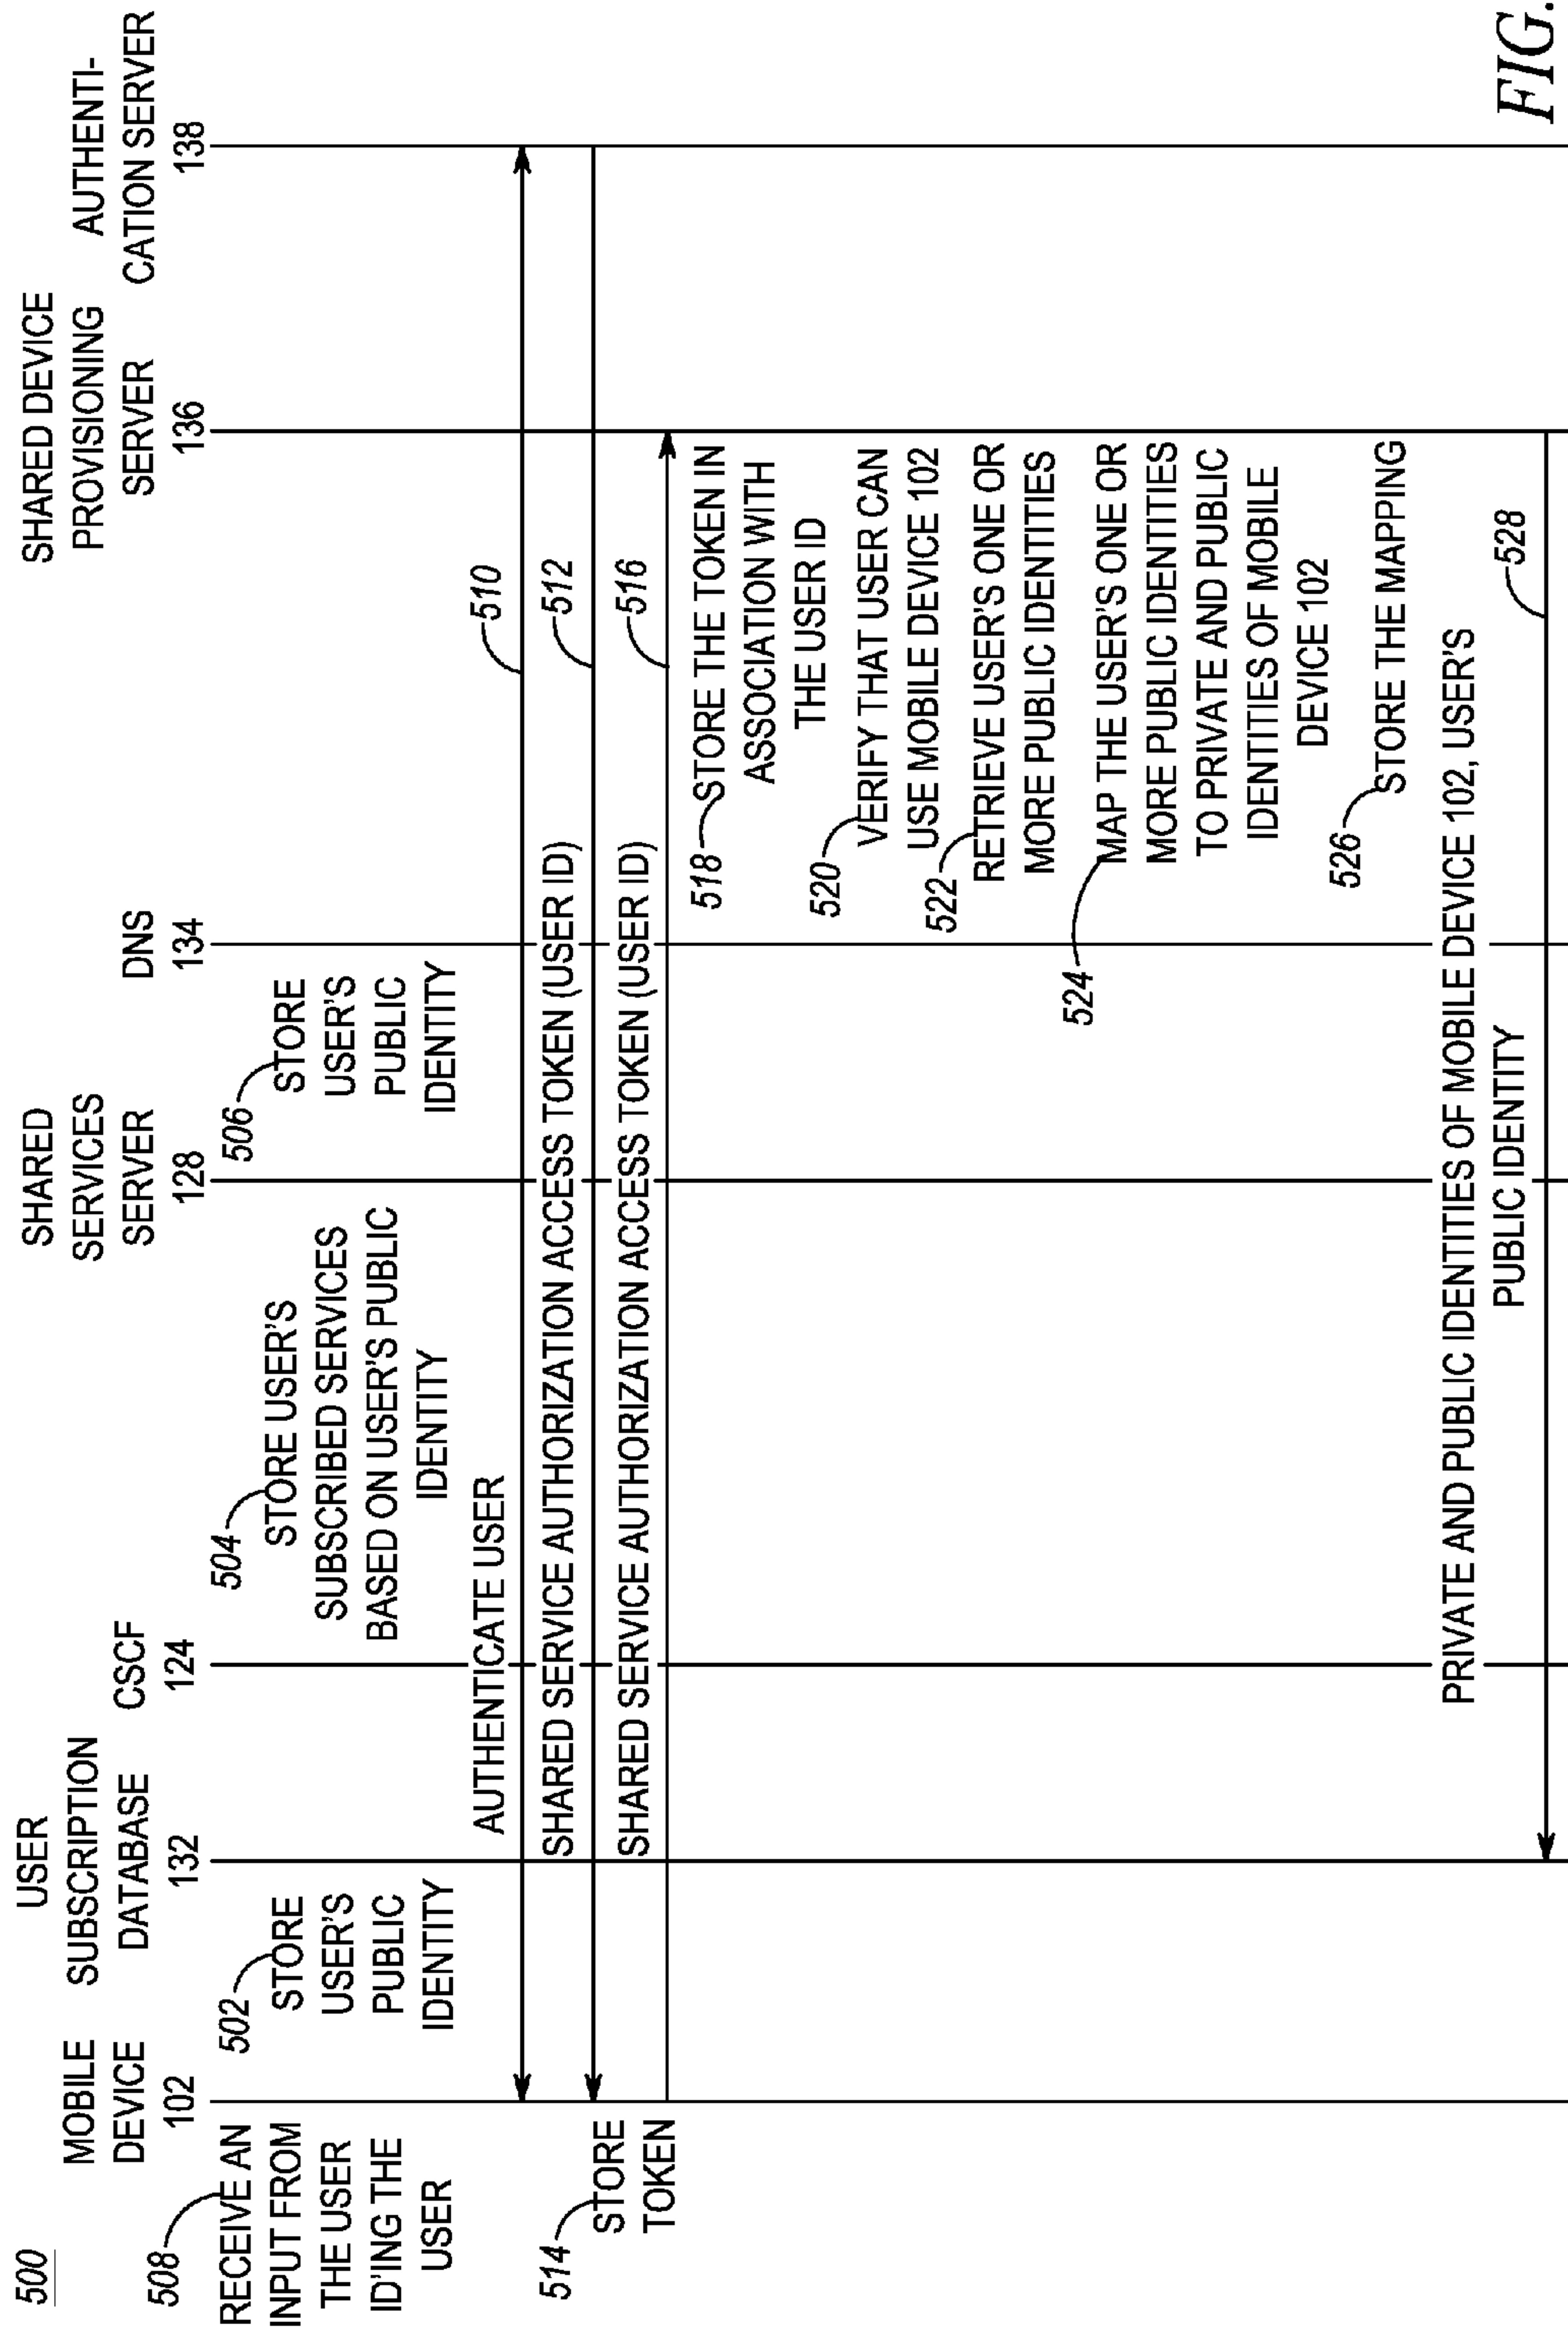 500
MOBILE
DEVICE
102
USER
SUBSCRIPTION
DATABASE
132
CSCF
124
SHARED
SERVICES
SERVER
128
DNS
134
SHARED DEVICE
PROVISIONING
SERVER
136
AUTHENTI-
CATION SERVER
138
508
RECEIVE AN
INPUT FROM
THE USER
ID'ING THE
USER
502
STORE
USER'S
PUBLIC
IDENTITY
504
STORE USER'S
SUBSCRIBED SERVICES
BASED ON USER'S PUBLIC
IDENTITY
506
STORE
USER'S
PUBLIC
IDENTITY
AUTHENTICATE USER
510
SHARED SERVICE AUTHORIZATION ACCESS TOKEN (USER ID)
512
514
STORE
TOKEN
SHARED SERVICE AUTHORIZATION ACCESS TOKEN (USER ID)
516
518
STORE THE TOKEN IN
ASSOCIATION WITH
THE USER ID
520
VERIFY THAT USER CAN
USE MOBILE DEVICE 102
522
RETRIEVE USER'S ONE OR
MORE PUBLIC IDENTITIES
524
MAP THE USER'S ONE OR
MORE PUBLIC IDENTITIES
TO PRIVATE AND PUBLIC
IDENTITIES OF MOBILE
DEVICE 102
526
STORE THE MAPPING
PRIVATE AND PUBLIC IDENTITIES OF MOBILE DEVICE 102, USER'S
PUBLIC IDENTITY
528
FIG.